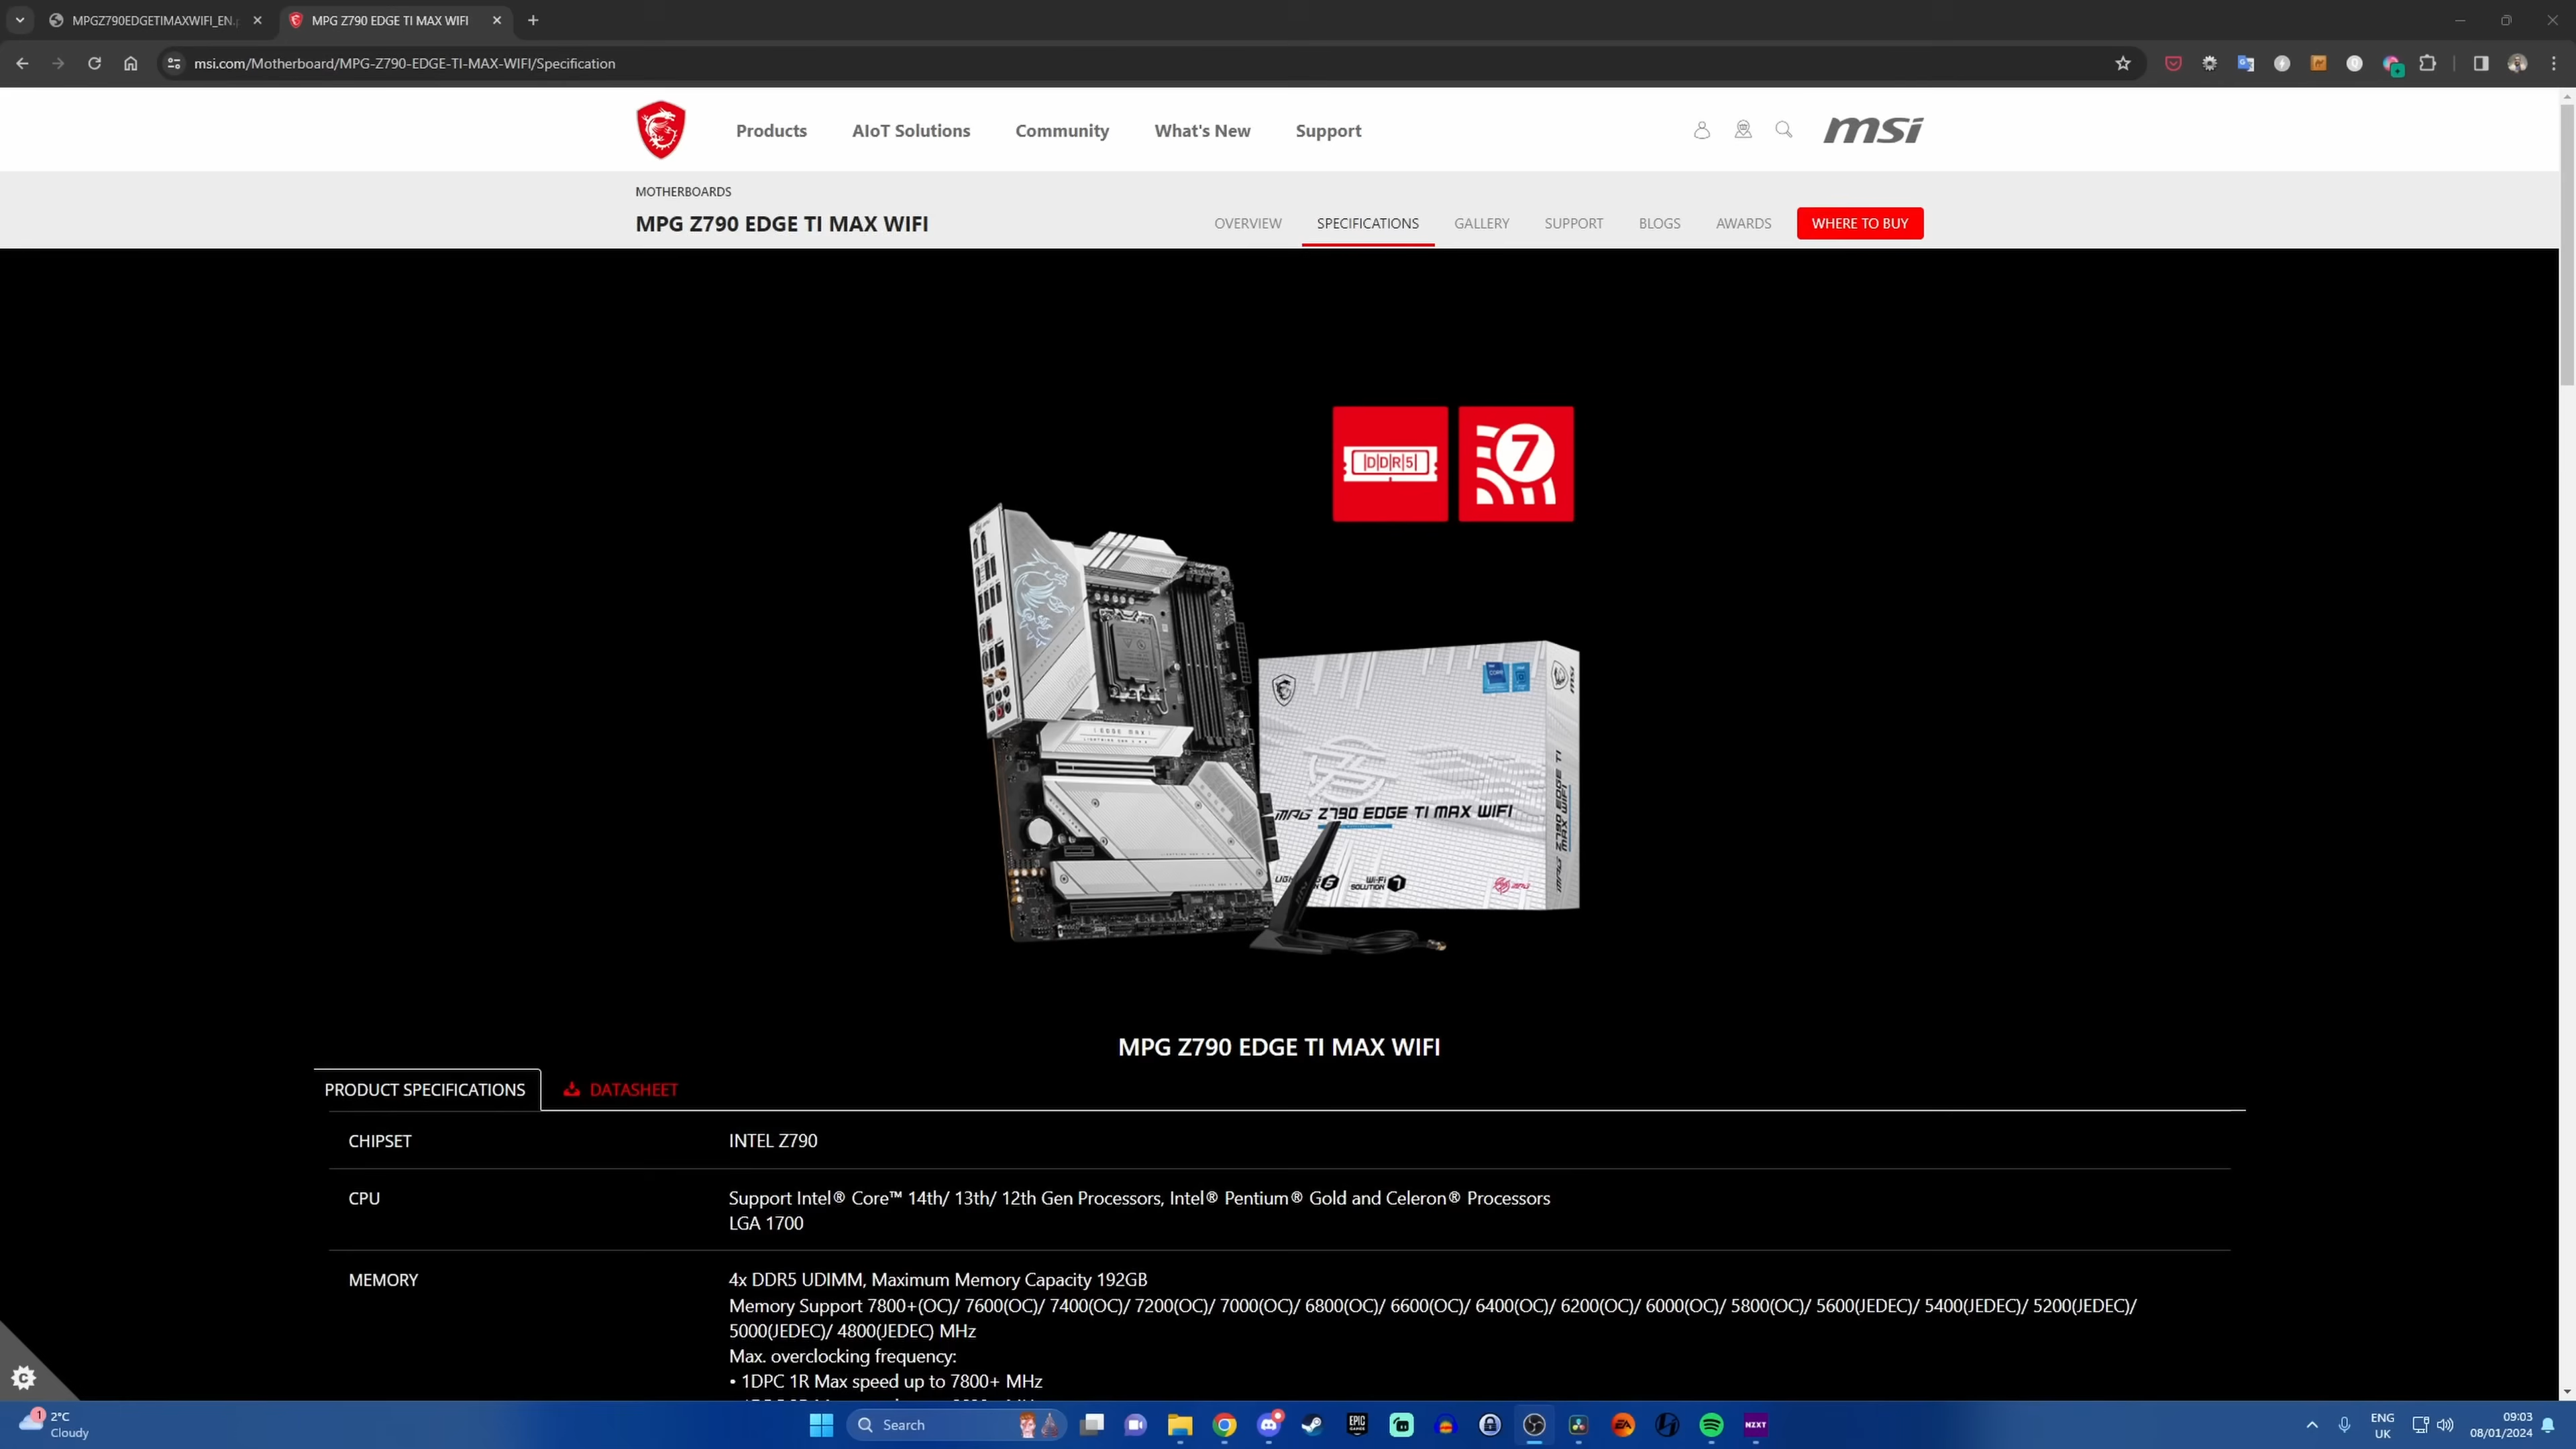 MPGZ790EDGETIMAXWIFI_EN.
MPG Z790 EDGE TI MAX WIFI
msi.com/Motherboard/MPG-Z790-EDGE-TI-MAX-WIFI/Specification
Products
AIoT Solutions
Community
What's New
Support
msi
MOTHERBOARDS
MPG Z790 EDGE TI MAX WIFI
OVERVIEW
SPECIFICATIONS
GALLERY
SUPPORT
BLOGS
AWARDS
WHERE TO BUY
DDR5
7
MPG Z790 EDGE TI MAX WIFI
MPG Z790 EDGE TI MAX WIFI
PRODUCT SPECIFICATIONS
DATASHEET
CHIPSET
INTEL Z790
CPU
Support Intel® Core™ 14th/ 13th/ 12th Gen Processors, Intel® Pentium® Gold and Celeron® Processors
LGA 1700
MEMORY
4x DDR5 UDIMM, Maximum Memory Capacity 192GB
Memory Support 7800+(OC)/ 7600(OC)/ 7400(OC)/ 7200(OC)/ 7000(OC)/ 6800(OC)/ 6600(OC)/ 6400(OC)/ 6200(OC)/ 6000(OC)/ 5800(OC)/ 5600(JEDEC)/ 5400(JEDEC)/ 5200(JEDEC)/
5000(JEDEC)/ 4800(JEDEC) MHz
Max. overclocking frequency:
• 1DPC 1R Max speed up to 7800+ MHz
1
2°C
Cloudy
Search
EPIC
GAMES
EA
NZXT
ENG
UK
09:03
08/01/2024